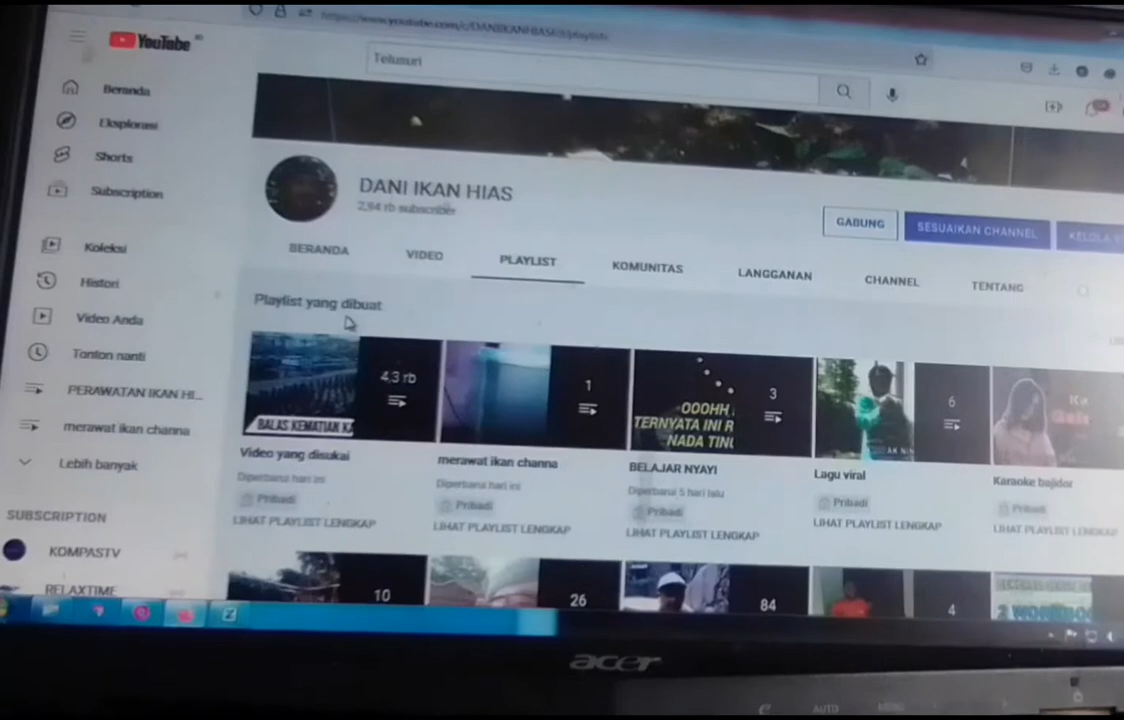 YouTube
Telusuri
Beranda
Eksplorasi
Shorts
Subscription
Koleksi
Histori
Video Anda
Tonton nanti
PERAWATAN IKAN HI...
merawat ikan channa
Lebih banyak
SUBSCRIPTION
KOMPASTV
RELAXTIME
DANI IKAN HIAS
2,94 rb subscriber
GABUNG
SESUAIKAN CHANNEL
KELOLA
BERANDA
VIDEO
PLAYLIST
KOMUNITAS
LANGGANAN
CHANNEL
TENTANG
Playlist yang dibuat
4,3 rb
BALAS KEMATIAN
Video yang disukai
Diperbarui hari ini
Pribadi
LIHAT PLAYLIST LENGKAP
1
merawat ikan channa
Diperbarui hari ini
Pribadi
LIHAT PLAYLIST LENGKAP
3
OOOHH
TERNYATA INI
NADA
BELAJAR NYAYI
Diperbarui 5 hari lalu
Pribadi
LIHAT PLAYLIST LENGKAP
6
Lagu viral
Pribadi
LIHAT PLAYLIST LENGKAP
Karaoke bajidor
Pribadi
LIHAT PLAYLIST LENGKAP
10
26
84
4
acer
AUTO
MENU